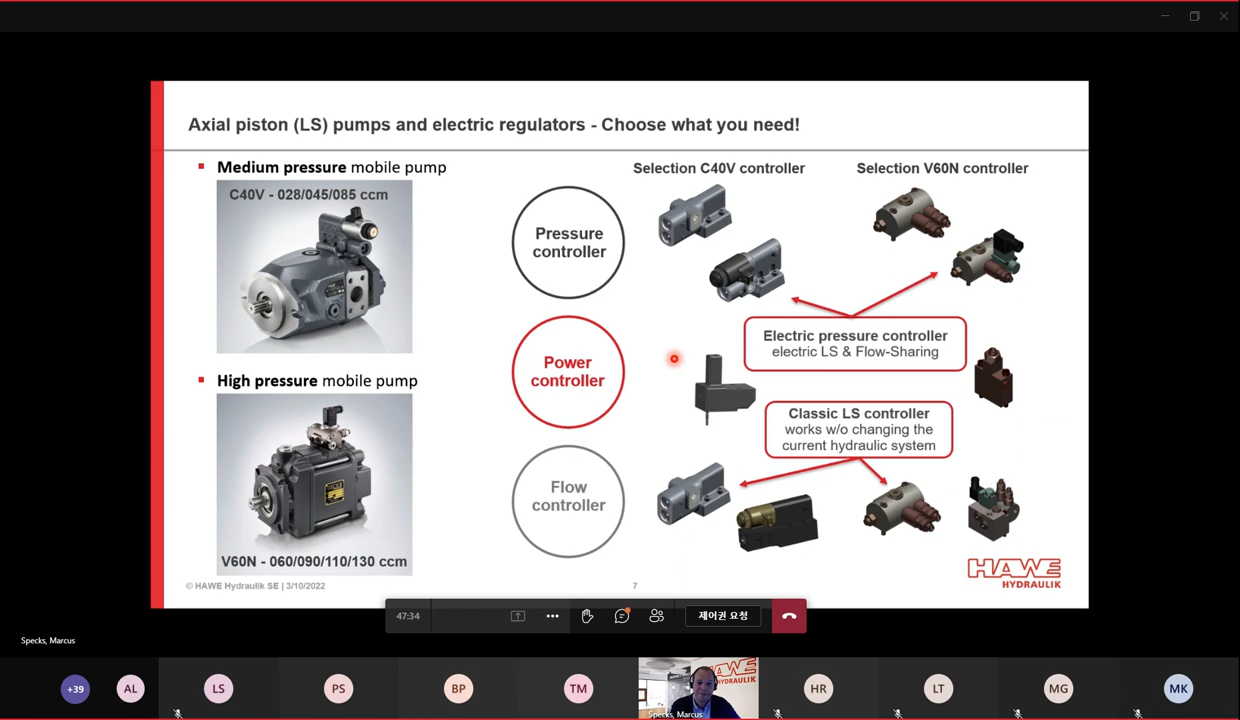 Axial piston (LS) pumps and electric regulators - Choose what you need!
Medium pressure mobile pump
C40V - 028/045/085 ccm
High pressure mobile pump
V60N - 060/090/110/130 ccm
Pressure
controller
Power
controller
Flow
controller
Selection C40V controller
Selection V60N controller
Electric pressure controller
electric LS & Flow-Sharing
Classic LS controller
works w/o changing the
current hydraulic system
HAWE
HYDRAULIK
© HAWE Hydraulik SE | 3/10/2022
7
47:34
제어권 요청
Specks, Marcus
+39
AL
LS
PS
BP
TM
HAWE
HYDRAULIK
Specks, Marcus
HR
LT
MG
MK